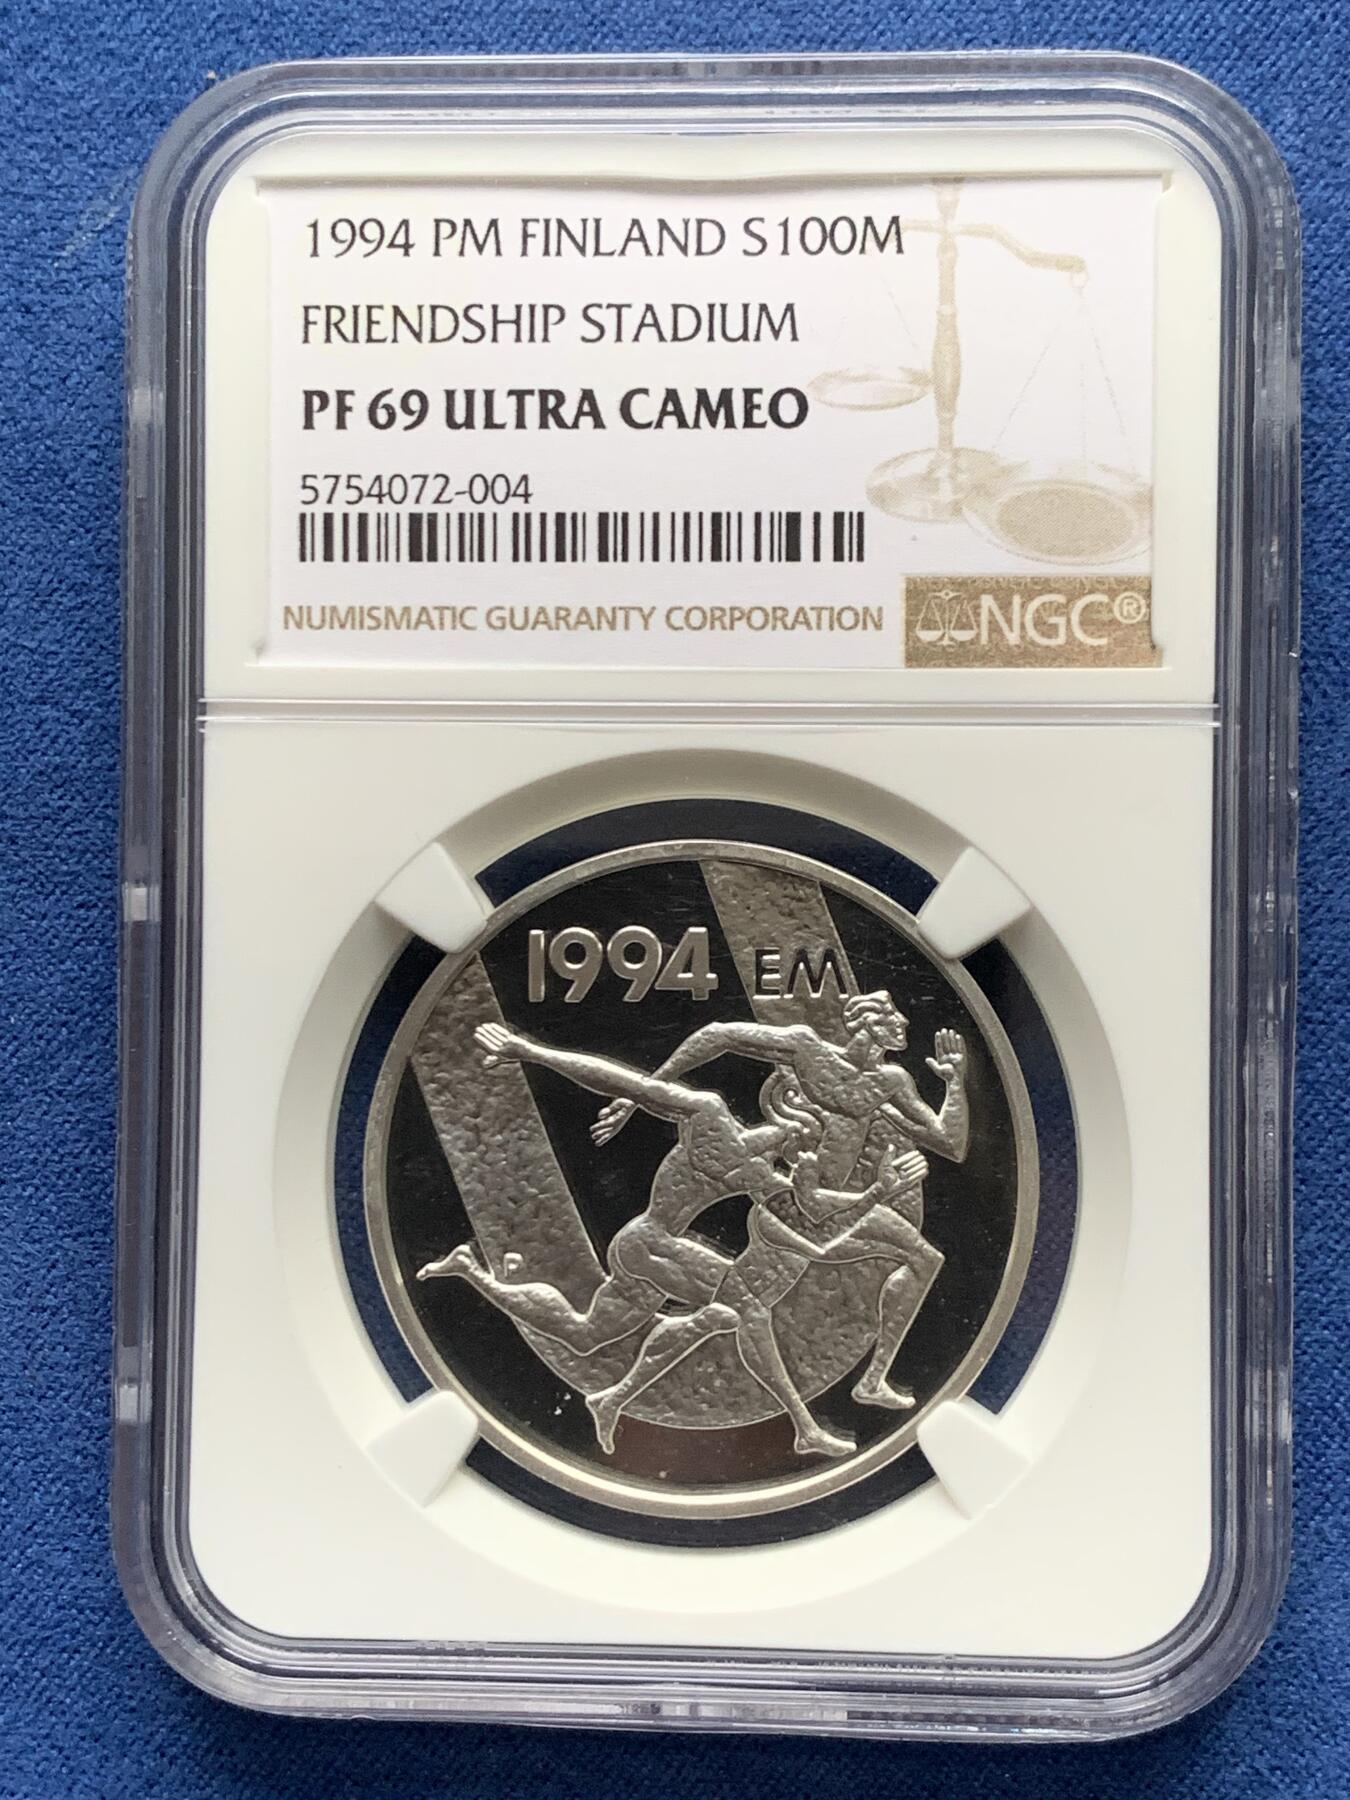 1994 PM FINLAND S100M
FRIENDSHIP STADIUM
PF 69 ULTRA CAMEO
5754072-004
NUMISMATIC GUARANTY CORPORATION
NGC®
1994 EM
P